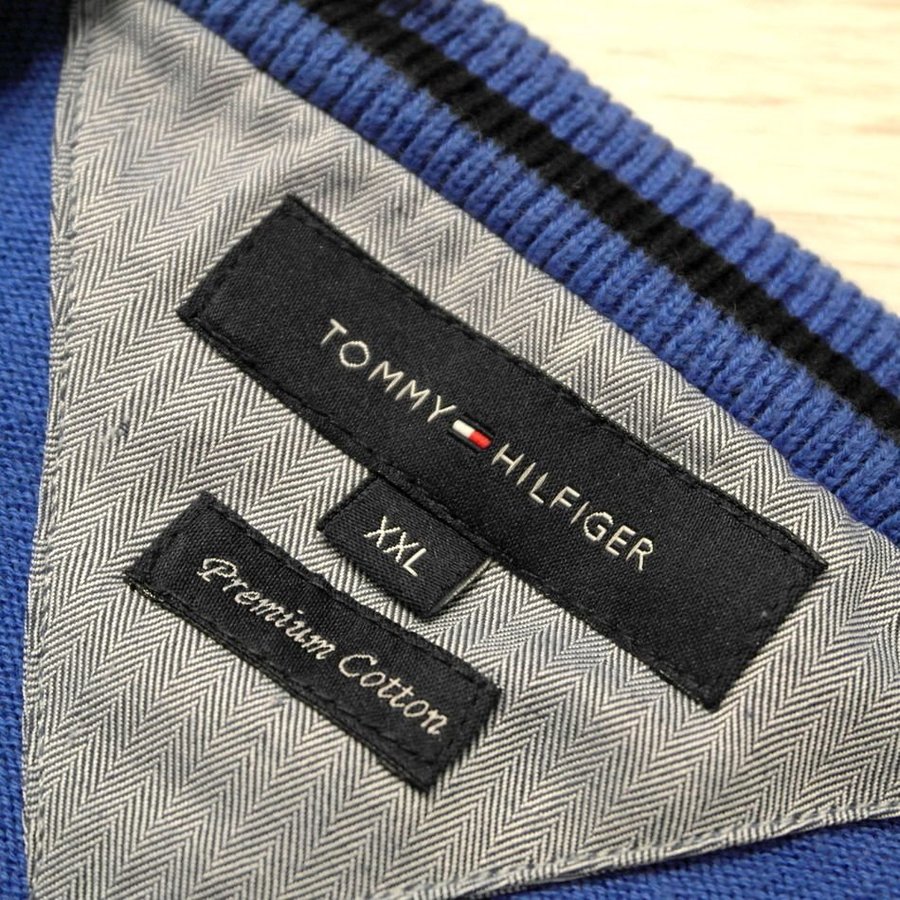 TOMMY HILFIGER
XXL
Premium Cotton